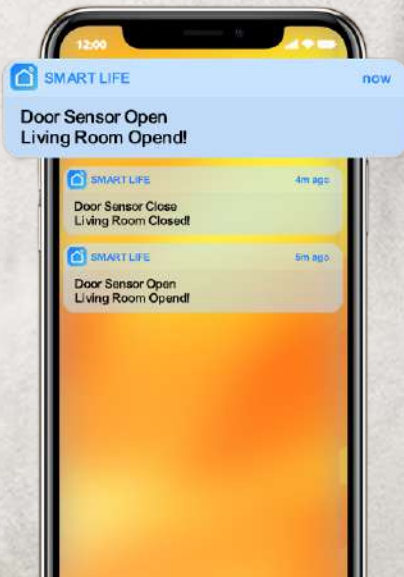 12:00
SMART LIFE now
Door Sensor Open
Living Room Opend!
SMART LIFE 4m ago
Door Sensor Close
Living Room Closed!
SMART LIFE 5m ago
Door Sensor Open
Living Room Opend!